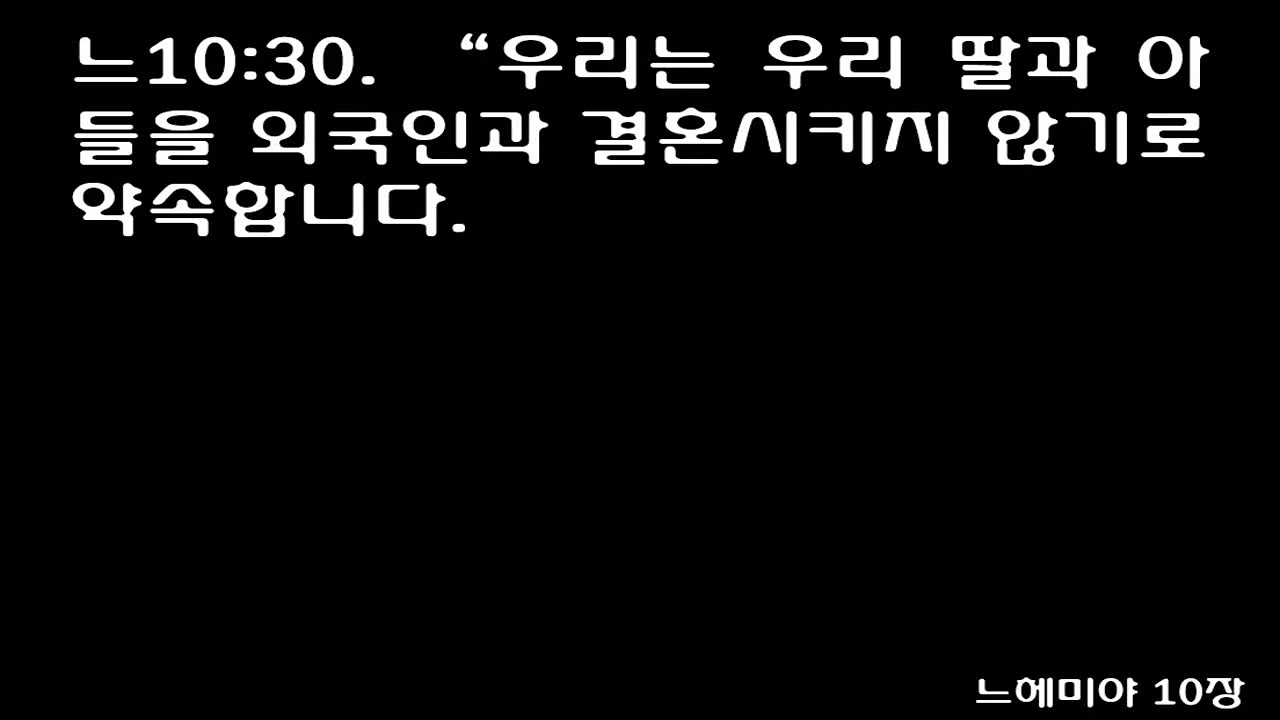 느10:30. “우리는 우리 딸과 아
들을 외국인과 결혼시키지 않기로
약속합니다.
느헤미야 10장